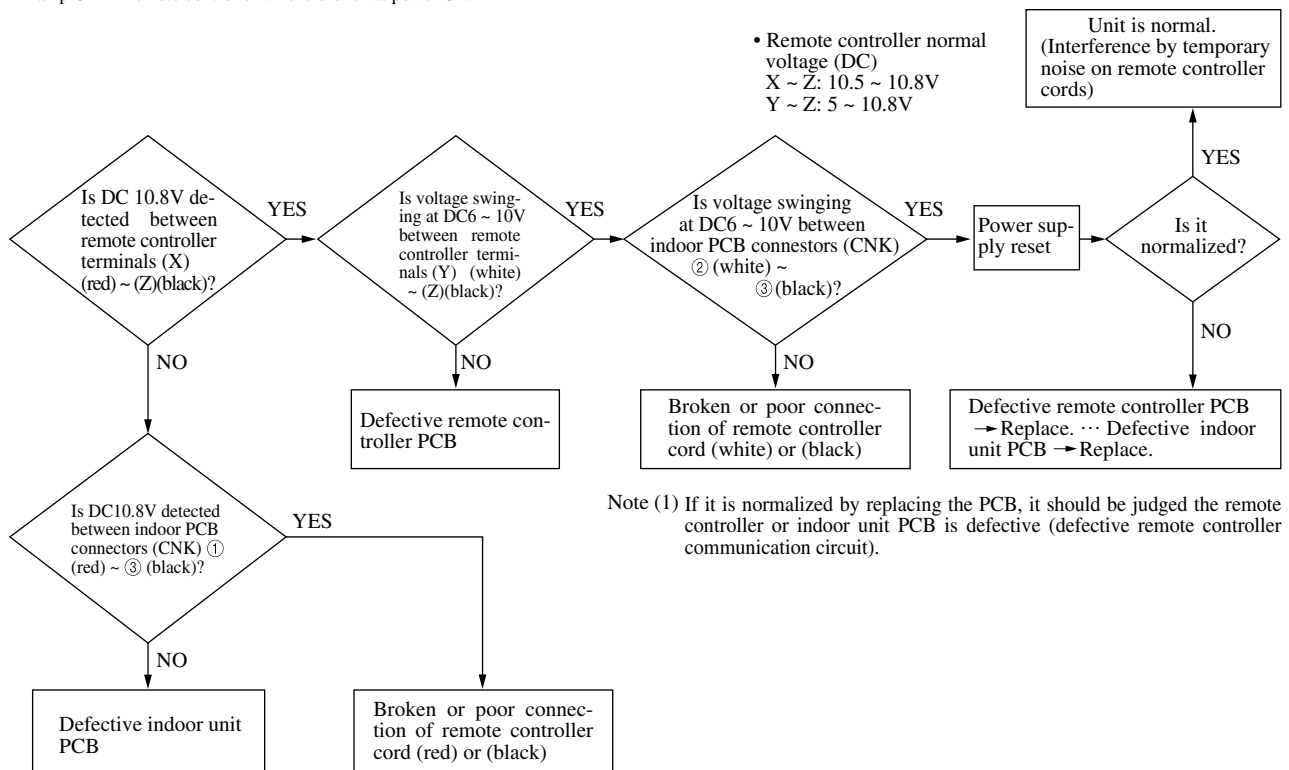 • Remote controller normal
voltage (DC)
X ~ Z: 10.5 ~ 10.8V
Y ~ Z: 5 ~ 10.8V
Unit is normal.
(Interference by temporary
noise on remote controller
cords)
YES
Is DC 10.8V de-
tected between
remote controller
terminals (X)
(red) ~ (Z)(black)?
YES
Is voltage swing-
ing at DC6 ~ 10V
between remote
controller termi-
nals (Y) (white)
~ (Z)(black)?
YES
Is voltage swinging
at DC6 ~ 10V between
indoor PCB connestors (CNK)
② (white) ~
③ (black)?
YES
Power sup-
ply reset
Is it
normalized?
NO
NO
NO
NO
Defective remote con-
troller PCB
Broken or poor connec-
tion of remote controller
cord (white) or (black)
Defective remote controller PCB
→Replace. ··· Defective indoor
unit PCB →Replace.
Is DC10.8V detected
between indoor PCB
connectors (CNK) ①
(red) ~ ③ (black)?
YES
Note (1) If it is normalized by replacing the PCB, it should be judged the remote
controller or indoor unit PCB is defective (defective remote controller
communication circuit).
NO
Defective indoor unit
PCB
Broken or poor connec-
tion of remote controller
cord (red) or (black)